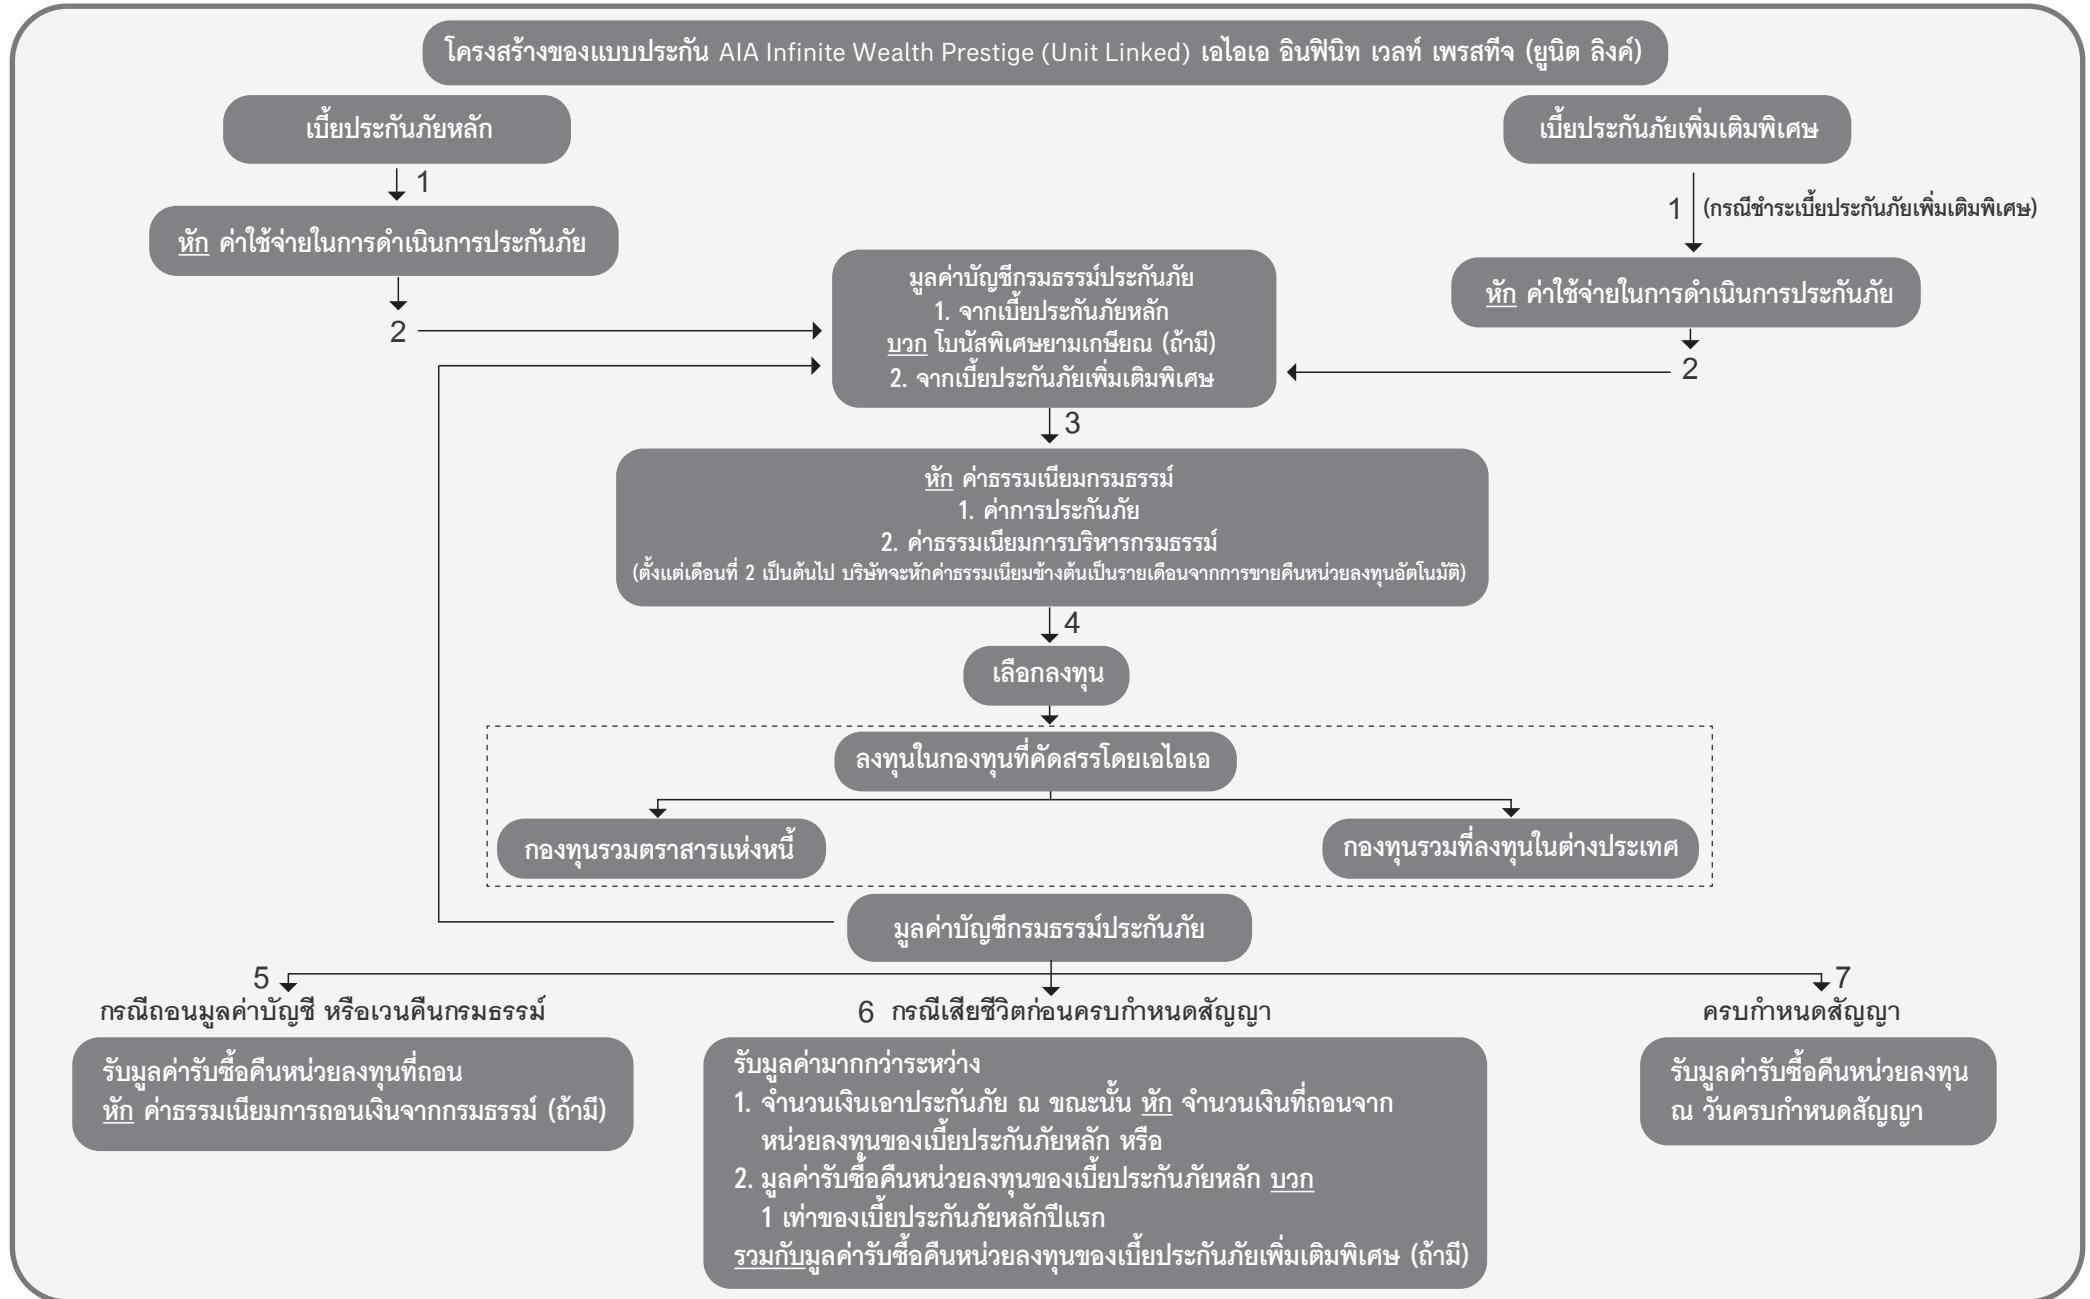 โครงสร้างของแบบประกัน AIA Infinite Wealth Prestige (Unit Linked) เอไอเอ อินฟินิท เวลท์ เพรสทีจ (ยูนิต ลิงค์)
เบี้ยประกันภัยหลัก
1
หัก ค่าใช้จ่ายในการดำเนินการประกันภัย
2
เบี้ยประกันภัยเพิ่มเติมพิเศษ
1 (กรณีชำระเบี้ยประกันภัยเพิ่มเติมพิเศษ)
หัก ค่าใช้จ่ายในการดำเนินการประกันภัย
2
มูลค่าบัญชีกรมธรรม์ประกันภัย
1. จากเบี้ยประกันภัยหลัก
บวก โบนัสพิเศษยามเกษียณ (ถ้ามี)
2. จากเบี้ยประกันภัยเพิ่มเติมพิเศษ
3
หัก ค่าธรรมเนียมกรมธรรม์
1. ค่าการประกันภัย
2. ค่าธรรมเนียมการบริหารกรมธรรม์
(ตั้งแต่เดือนที่ 2 เป็นต้นไป บริษัทจะหักค่าธรรมเนียมข้างต้นเป็นรายเดือนจากการขายคืนหน่วยลงทุนอัตโนมัติ)
4
เลือกลงทุน
ลงทุนในกองทุนที่คัดสรรโดยเอไอเอ
กองทุนรวมตราสารแห่งหนี้
กองทุนรวมที่ลงทุนในต่างประเทศ
มูลค่าบัญชีกรมธรรม์ประกันภัย
5
กรณีถอนมูลค่าบัญชี หรือเวนคืนกรมธรรม์
รับมูลค่ารับซื้อคืนหน่วยลงทุนที่ถอน
หัก ค่าธรรมเนียมการถอนเงินจากกรมธรรม์ (ถ้ามี)
6 กรณีเสียชีวิตก่อนครบกำหนดสัญญา
รับมูลค่ามากกว่าระหว่าง
1. จำนวนเงินเอาประกันภัย ณ ขณะนั้น หัก จำนวนเงินที่ถอนจาก
หน่วยลงทุนของเบี้ยประกันภัยหลัก หรือ
2. มูลค่ารับซื้อคืนหน่วยลงทุนของเบี้ยประกันภัยหลัก บวก
1 เท่าของเบี้ยประกันภัยหลักปีแรก
รวมกับมูลค่ารับซื้อคืนหน่วยลงทุนของเบี้ยประกันภัยเพิ่มเติมพิเศษ (ถ้ามี)
7
ครบกำหนดสัญญา
รับมูลค่ารับซื้อคืนหน่วยลงทุน
ณ วันครบกำหนดสัญญา